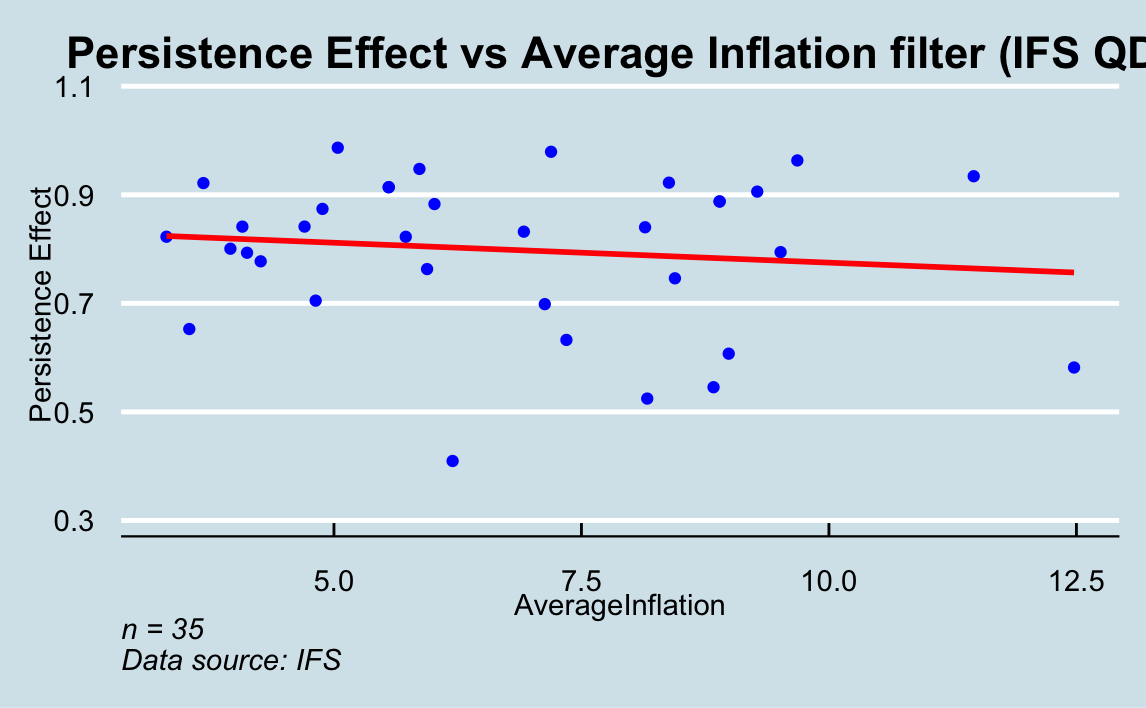 Persistence Effect vs Average Inflation filter (IFS QD
1.1
0.9
0.7
0.5
0.3
Persistence Effect
5.0 7.5 10.0 12.5
AverageInflation
n = 35
Data source: IFS